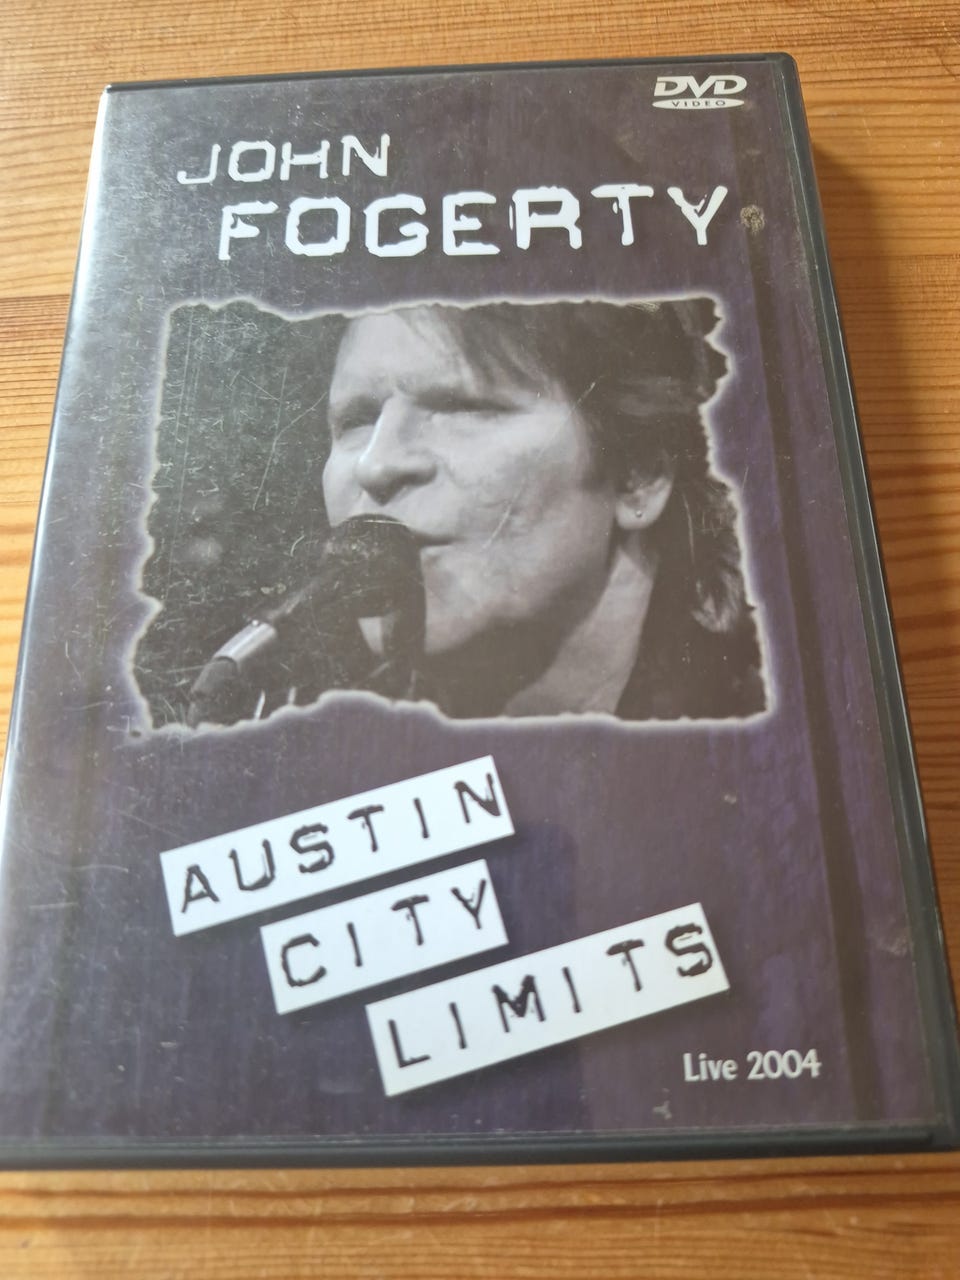 DVD
VIDEO
JOHN
FOGERTY
AUSTIN
CITY
LIMITS
Live 2004